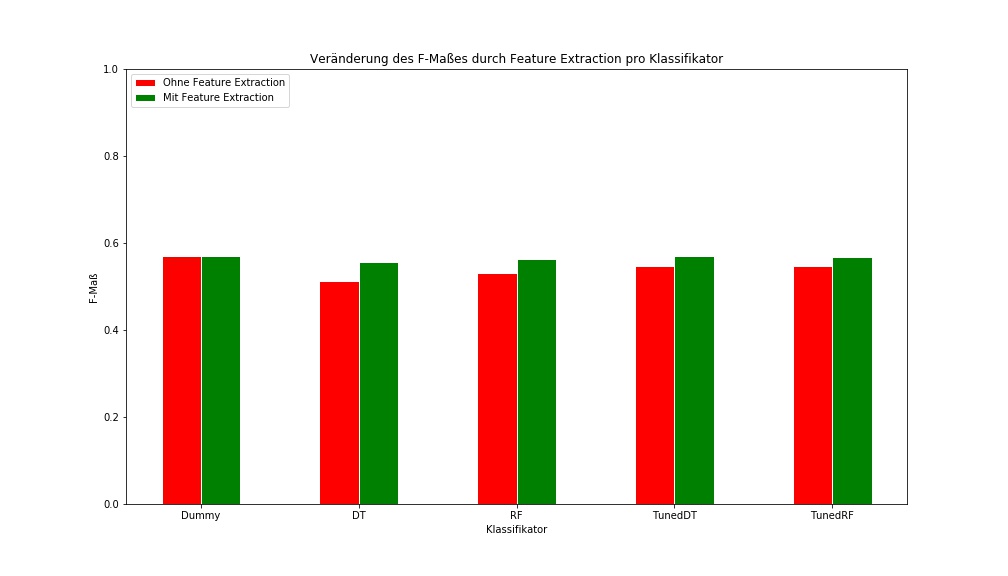 Veränderung des F-Maßes durch Feature Extraction pro Klassifikator
1.0
Ohne Feature Extraction
Mit Feature Extraction
0.8
0.6
F-Maß
0.4
0.2
0.0
Dummy DT RF TunedDT TunedRF
Klassifikator